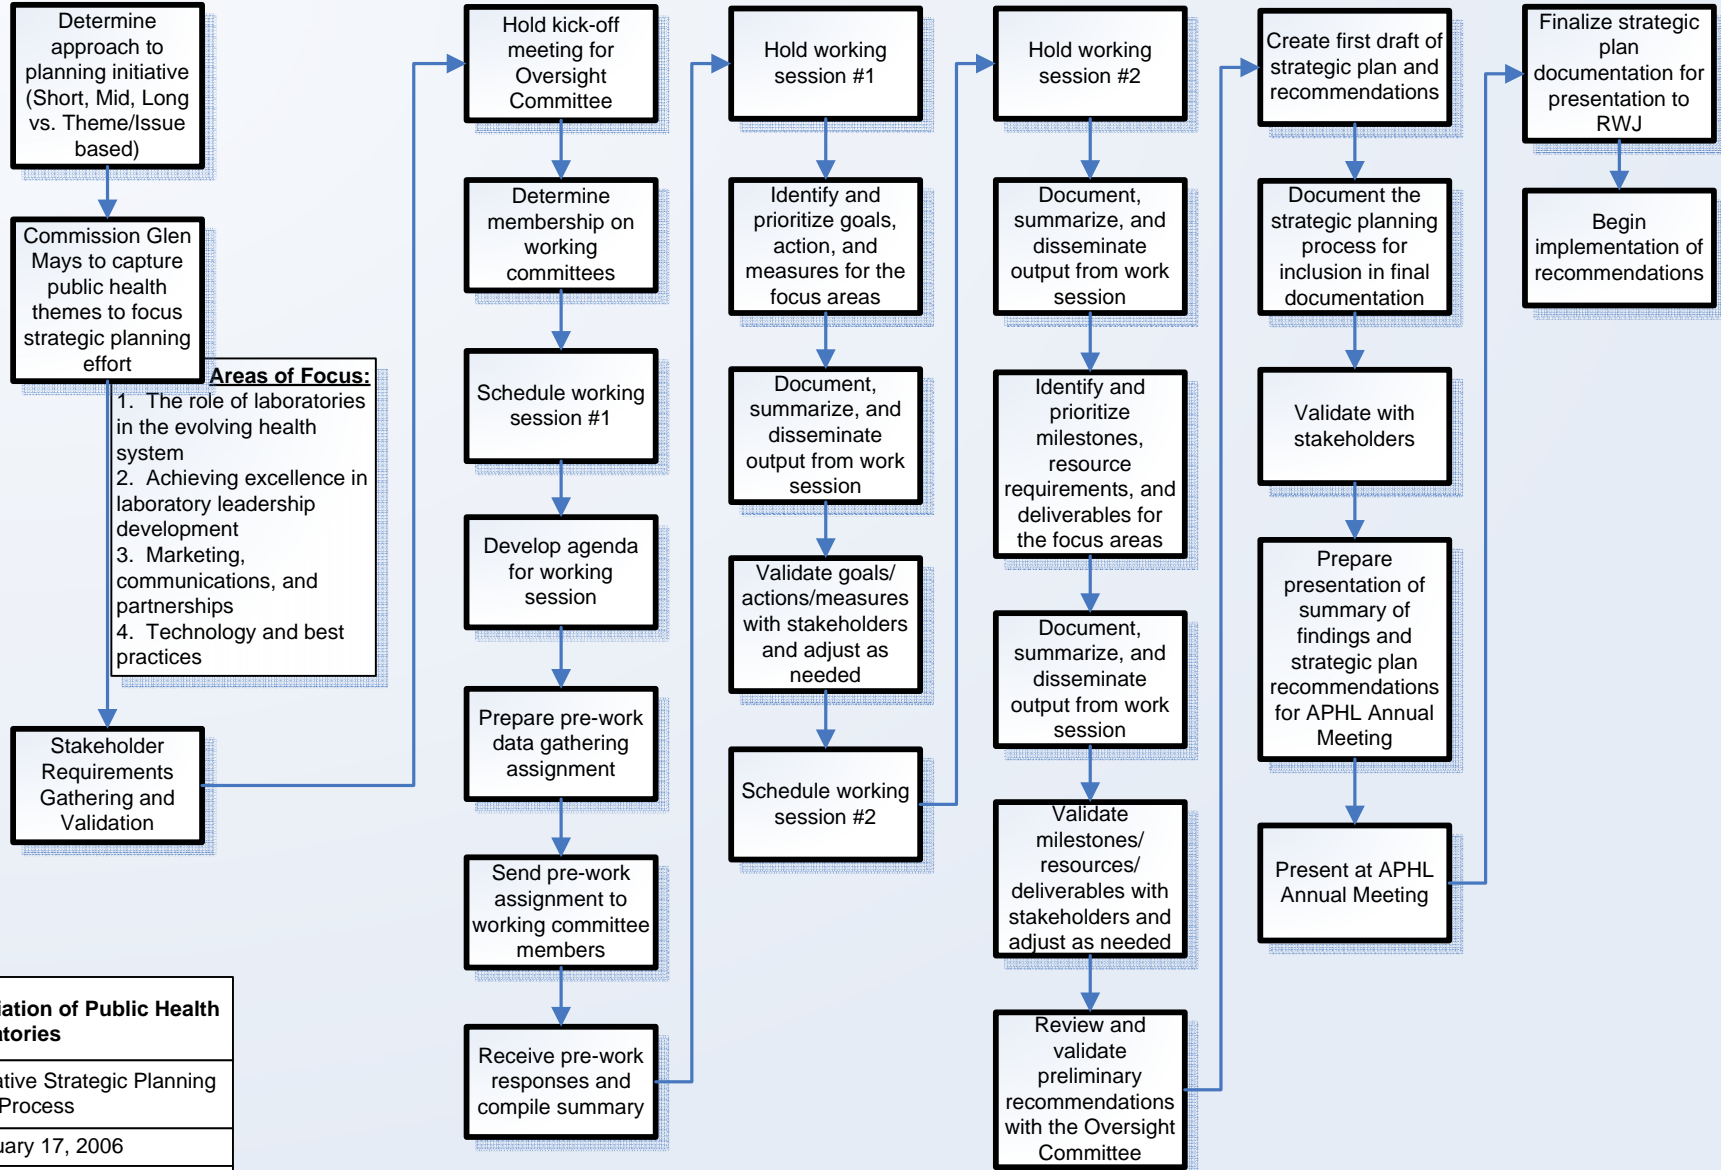 Determine
approach to
planning initiative
(Short, Mid, Long
vs. Theme/Issue
based)
Commission Glen
Mays to capture
public health
themes to focus
strategic planning
effort
Areas of Focus:
1. The role of laboratories
in the evolving health
system
2. Achieving excellence in
laboratory leadership
development
3. Marketing,
communications, and
partnerships
4. Technology and best
practices
Stakeholder
Requirements
Gathering and
Validation
Hold kick-off
meeting for
Oversight
Committee
Determine
membership on
working
committees
Schedule working
session #1
Develop agenda
for working
session
Prepare pre-work
data gathering
assignment
Send pre-work
assignment to
working committee
members
Receive pre-work
responses and
compile summary
Hold working
session #1
Identify and
prioritize goals,
action, and
measures for the
focus areas
Document,
summarize, and
disseminate
output from work
session
Validate goals/
actions/measures
with stakeholders
and adjust as
needed
Schedule working
session #2
Hold working
session #2
Document,
summarize, and
disseminate
output from work
session
Identify and
prioritize
milestones,
resource
requirements, and
deliverables for
the focus areas
Document,
summarize, and
disseminate
output from work
session
Validate
milestones/
resources/
deliverables with
stakeholders and
adjust as needed
Review and
validate
preliminary
recommendations
with the Oversight
Committee
Create first draft of
strategic plan and
recommendations
Document the
strategic planning
process for
inclusion in final
documentation
Validate with
stakeholders
Prepare
presentation of
summary of
findings and
strategic plan
recommendations
for APHL Annual
Meeting
Present at APHL
Annual Meeting
Finalize strategic
plan
documentation for
presentation to
RWJ
Begin
implementation of
recommendations
iation of Public Health
atories
ative Strategic Planning
Process
uary 17, 2006